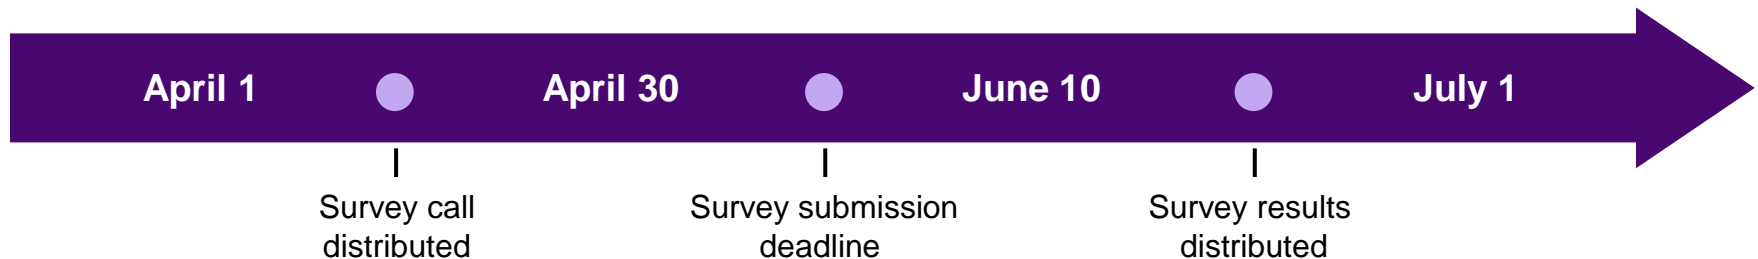 April 1 April 30 June 10 July 1
Survey call
distributed
Survey submission
deadline
Survey results
distributed